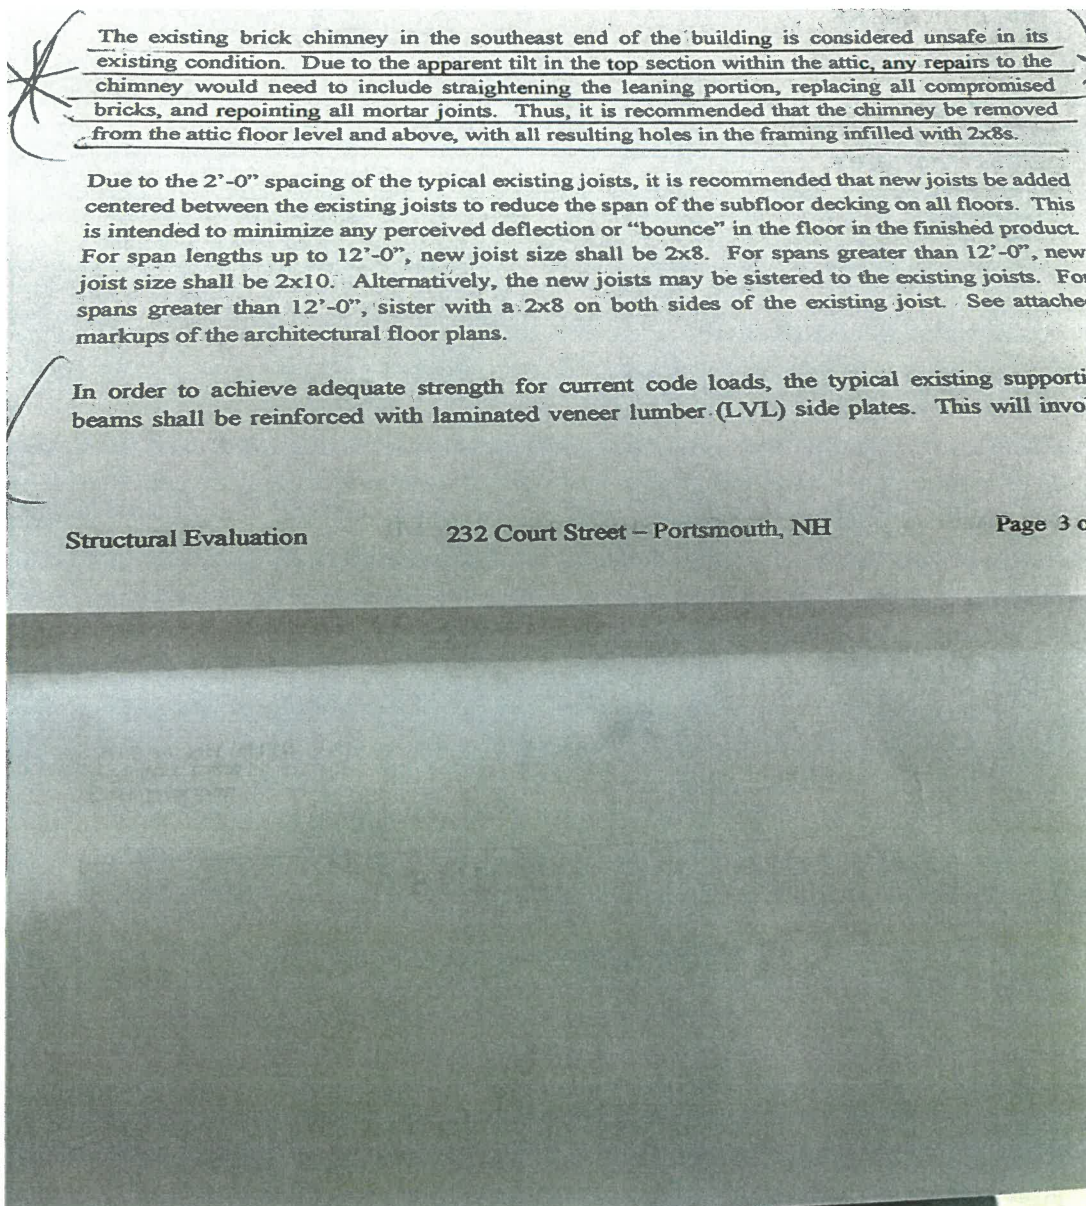 The existing brick chimney in the southeast end of the building is considered unsafe in its
existing condition. Due to the apparent tilt in the top section within the attic, any repairs to the
chimney would need to include straightening the leaning portion, replacing all compromised
bricks, and repointing all mortar joints. Thus, it is recommended that the chimney be removed
from the attic floor level and above, with all resulting holes in the framing infilled with 2x8s.
Due to the 2'-0" spacing of the typical existing joists, it is recommended that new joists be added
centered between the existing joists to reduce the span of the subfloor decking on all floors. This
is intended to minimize any perceived deflection or "bounce" in the floor in the finished product.
For span lengths up to 12'-0", new joist size shall be 2x8. For spans greater than 12'-0", new
joist size shall be 2x10. Alternatively, the new joists may be sistered to the existing joists. For
spans greater than 12'-0", sister with a 2x8 on both sides of the existing joist. See attache
markups of the architectural floor plans.
In order to achieve adequate strength for current code loads, the typical existing supporti
beams shall be reinforced with laminated veneer lumber (LVL) side plates. This will invo
Structural Evaluation 232 Court Street – Portsmouth, NH Page 3 o